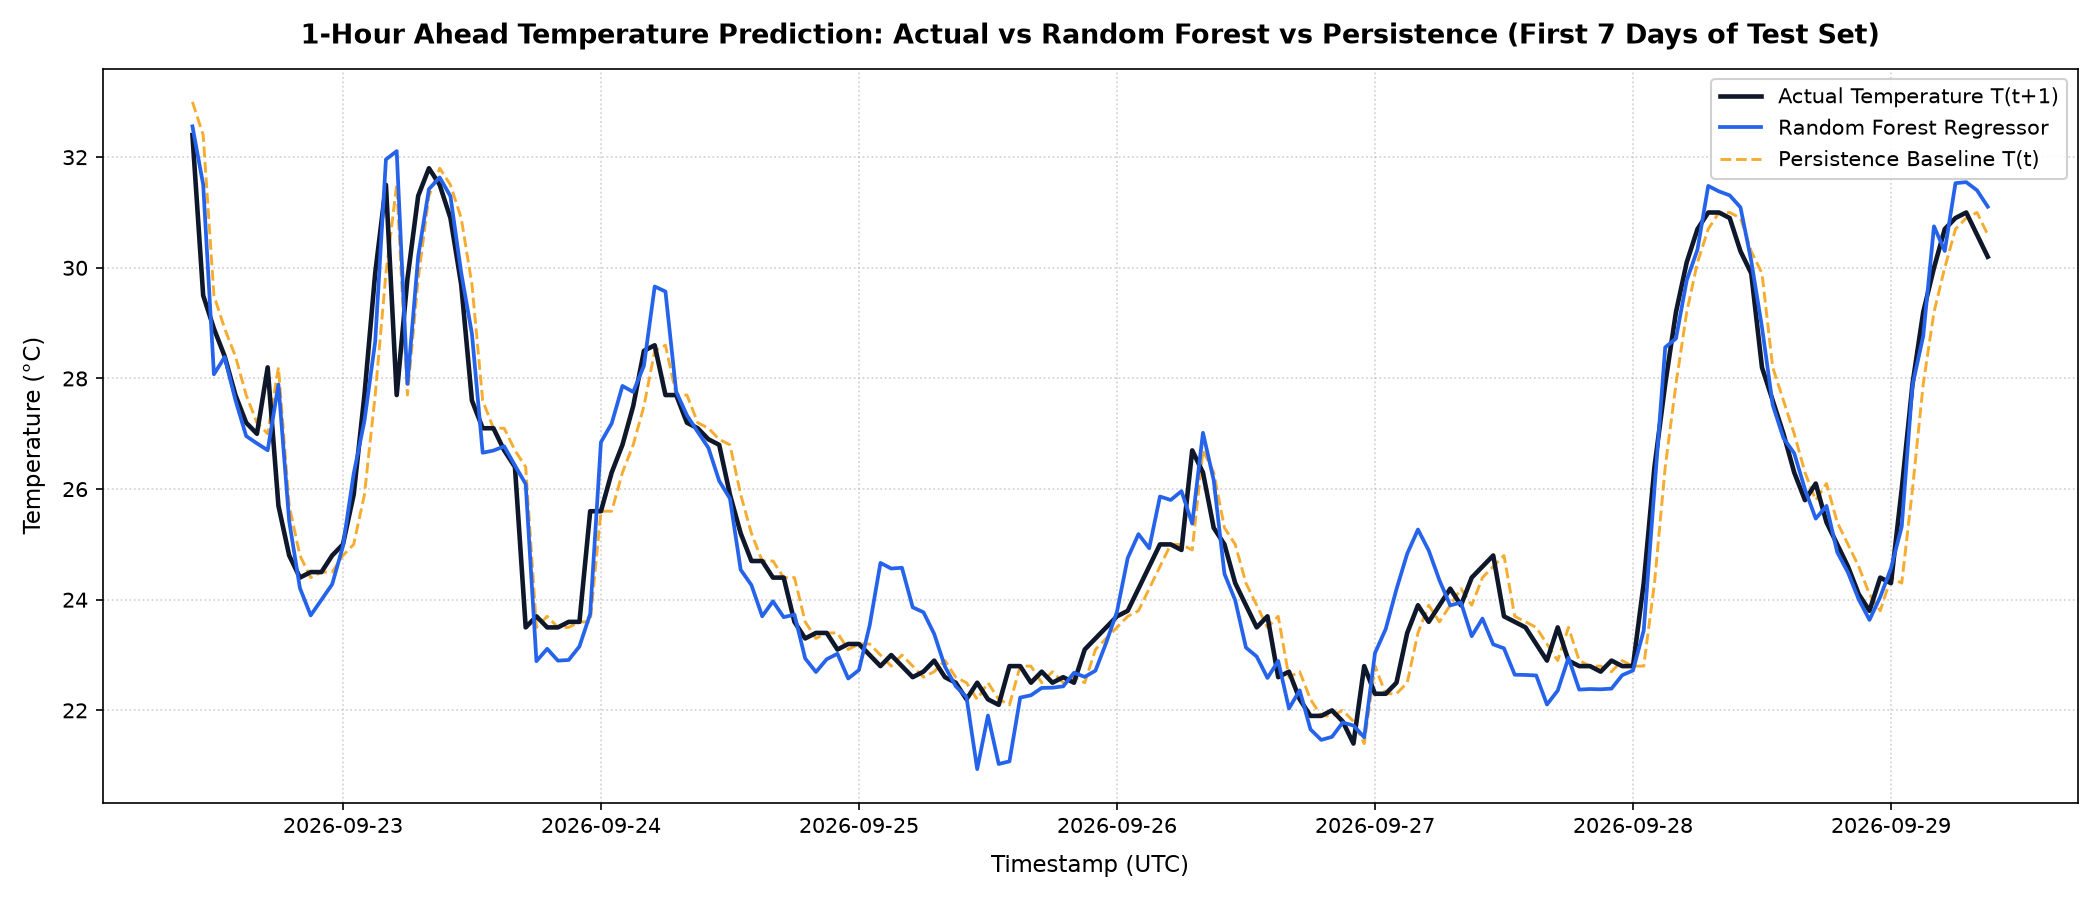 1-Hour Ahead Temperature Prediction: Actual vs Random Forest vs Persistence (First 7 Days of Test Set)
Actual Temperature T(t+1)
Random Forest Regressor
Persistence Baseline T(t)
Temperature (°C)
32
30
28
26
24
22
2026-09-23
2026-09-24
2026-09-25
2026-09-26
2026-09-27
2026-09-28
2026-09-29
Timestamp (UTC)